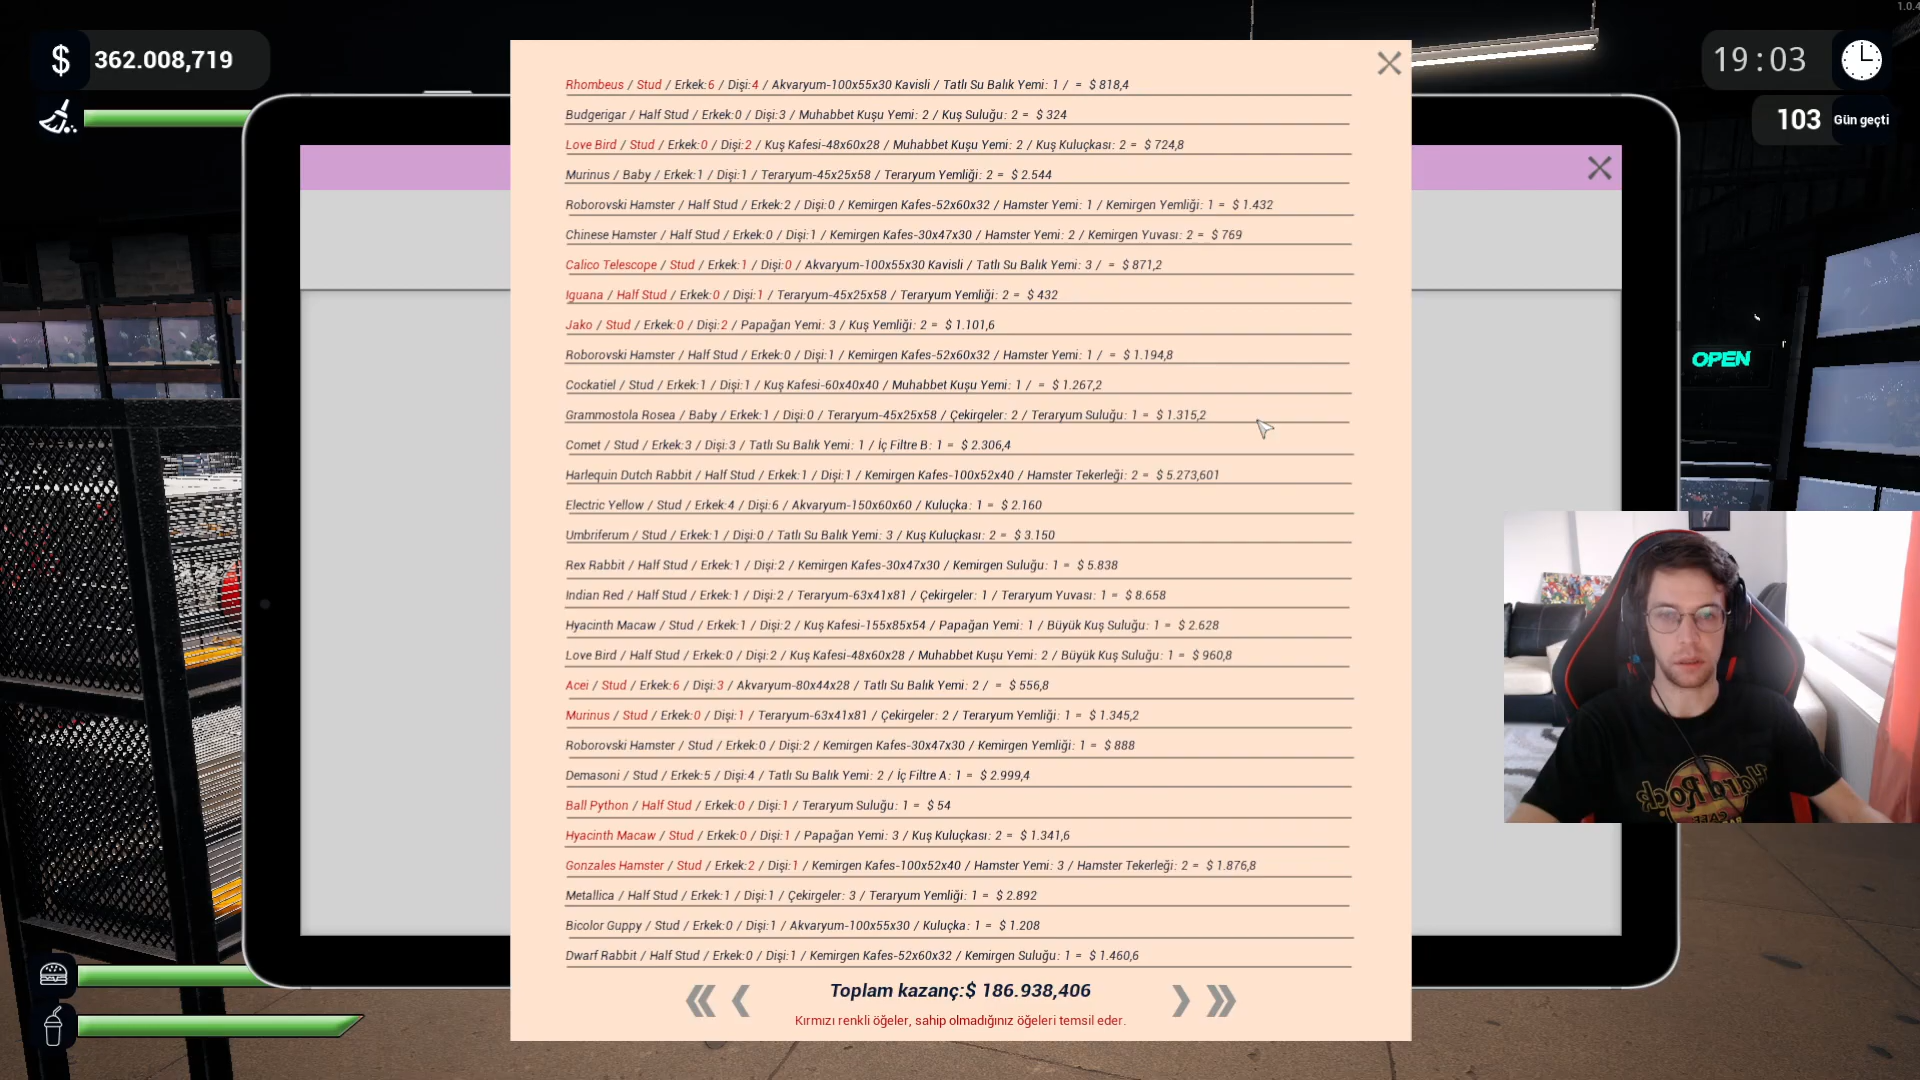 1.0.4
$ 362.008,719
19:03
103 Gün geçti
Rhombeus / Stud / Erkek:6 / Dişi:4 / Akvaryum-100x55x30 Kavisli / Tatlı Su Balık Yemi: 1 / = $ 818,4
Budgerigar / Half Stud / Erkek:0 / Dişi:3 / Muhabbet Kuşu Yemi: 2 / Kuş Suluğu: 2 = $ 324
Love Bird / Stud / Erkek:0 / Dişi:2 / Kuş Kafesi-48x60x28 / Muhabbet Kuşu Yemi: 2 / Kuş Kuluçkası: 2 = $ 724,8
Murinus / Baby / Erkek:1 / Dişi:1 / Teraryum-45x25x58 / Teraryum Yemliği: 2 = $ 2.544
Roborovski Hamster / Half Stud / Erkek:2 / Dişi:0 / Kemirgen Kafes-52x60x32 / Hamster Yemi: 1 / Kemirgen Yemliği: 1 = $ 1.432
Chinese Hamster / Half Stud / Erkek:0 / Dişi:1 / Kemirgen Kafes-30x47x30 / Hamster Yemi: 2 / Kemirgen Yuvası: 2 = $ 769
Calico Telescope / Stud / Erkek:1 / Dişi:0 / Akvaryum-100x55x30 Kavisli / Tatlı Su Balık Yemi: 3 / = $ 871,2
Iguana / Half Stud / Erkek:0 / Dişi:1 / Teraryum-45x25x58 / Teraryum Yemliği: 2 = $ 432
Jako / Stud / Erkek:0 / Dişi:2 / Papağan Yemi: 3 / Kuş Yemliği: 2 = $ 1.101,6
Roborovski Hamster / Half Stud / Erkek:0 / Dişi:1 / Kemirgen Kafes-52x60x32 / Hamster Yemi: 1 / = $ 1.194,8
OPEN
Cockatiel / Stud / Erkek:1 / Dişi:1 / Kuş Kafesi-60x40x40 / Muhabbet Kuşu Yemi: 1 / = $ 1.267,2
Grammostola Rosea / Baby / Erkek:1 / Dişi:0 / Teraryum-45x25x58 / Çekirgeler: 2 / Teraryum Suluğu: 1 = $ 1.315,2
Comet / Stud / Erkek:3 / Dişi:3 / Tatlı Su Balık Yemi: 1 / İç Filtre B: 1 = $ 2.306,4
Harlequin Dutch Rabbit / Half Stud / Erkek:1 / Dişi:1 / Kemirgen Kafes-100x52x40 / Hamster Tekerleği: 2 = $ 5.273,601
Electric Yellow / Stud / Erkek:4 / Dişi:6 / Akvaryum-150x60x60 / Kuluçka: 1 = $ 2.160
Umbriferum / Stud / Erkek:1 / Dişi:0 / Tatlı Su Balık Yemi: 3 / Kuş Kuluçkası: 2 = $ 3.150
Rex Rabbit / Half Stud / Erkek:1 / Dişi:2 / Kemirgen Kafes-30x47x30 / Kemirgen Suluğu: 1 = $ 5.838
Indian Red / Half Stud / Erkek:1 / Dişi:2 / Teraryum-63x41x81 / Çekirgeler: 1 / Teraryum Yuvası: 1 = $ 8.658
Hyacinth Macaw / Stud / Erkek:1 / Dişi:2 / Kuş Kafesi-155x85x54 / Papağan Yemi: 1 / Büyük Kuş Suluğu: 1 = $ 2.628
Love Bird / Half Stud / Erkek:0 / Dişi:2 / Kuş Kafesi-48x60x28 / Muhabbet Kuşu Yemi: 2 / Büyük Kuş Suluğu: 1 = $ 960,8
Acei / Stud / Erkek:6 / Dişi:3 / Akvaryum-80x44x28 / Tatlı Su Balık Yemi: 2 / = $ 556,8
Murinus / Stud / Erkek:0 / Dişi:1 / Teraryum-63x41x81 / Çekirgeler: 2 / Teraryum Yemliği: 1 = $ 1.345,2
Roborovski Hamster / Stud / Erkek:0 / Dişi:2 / Kemirgen Kafes-30x47x30 / Kemirgen Yemliği: 1 = $ 888
Demasoni / Stud / Erkek:5 / Dişi:4 / Tatlı Su Balık Yemi: 2 / İç Filtre A: 1 = $ 2.999,4
Ball Python / Half Stud / Erkek:0 / Dişi:1 / Teraryum Suluğu: 1 = $ 54
Hyacinth Macaw / Stud / Erkek:0 / Dişi:1 / Papağan Yemi: 3 / Kuş Kuluçkası: 2 = $ 1.341,6
Gonzales Hamster / Stud / Erkek:2 / Dişi:1 / Kemirgen Kafes-100x52x40 / Hamster Yemi: 3 / Hamster Tekerleği: 2 = $ 1.876,8
Metallica / Half Stud / Erkek:1 / Dişi:1 / Çekirgeler: 3 / Teraryum Yemliği: 1 = $ 2.892
Bicolor Guppy / Stud / Erkek:0 / Dişi:1 / Akvaryum-100x55x30 / Kuluçka: 1 = $ 1.208
Dwarf Rabbit / Half Stud / Erkek:0 / Dişi:1 / Kemirgen Kafes-52x60x32 / Kemirgen Suluğu: 1 = $ 1.460,6
Toplam kazanç:$ 186.938,406
Kırmızı renkli öğeler, sahip olmadığınız öğeleri temsil eder.
Hard Rock